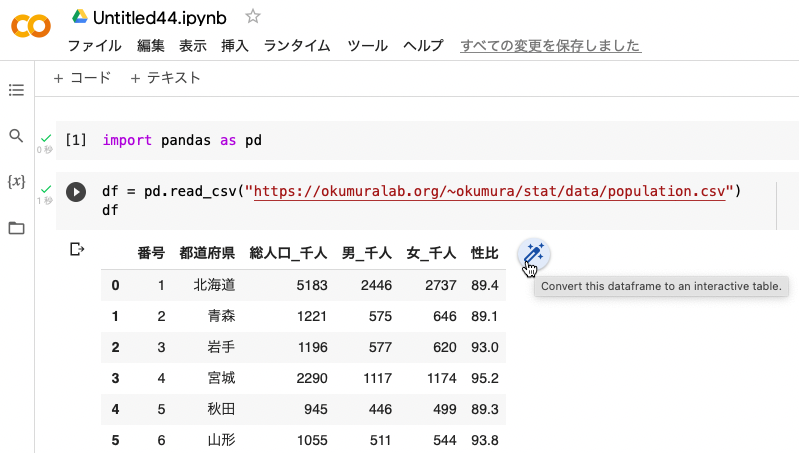 Untitled44.ipynb
ファイル 編集 表示 挿入 ランタイム ツール ヘルプ すべての変更を保存しました
+ コード + テキスト
[1] import pandas as pd
0 秒
df = pd.read_csv("https://okumuralab.org/~okumura/stat/data/population.csv")
1 秒
df
{x}
番号 都道府県 総人口_千人 男_千人 女_千人 性比
0 1 北海道 5183 2446 2737 89.4
Convert this dataframe to an interactive table.
1 2 青森 1221 575 646 89.1
2 3 岩手 1196 577 620 93.0
3 4 宮城 2290 1117 1174 95.2
4 5 秋田 945 446 499 89.3
5 6 山形 1055 511 544 93.8